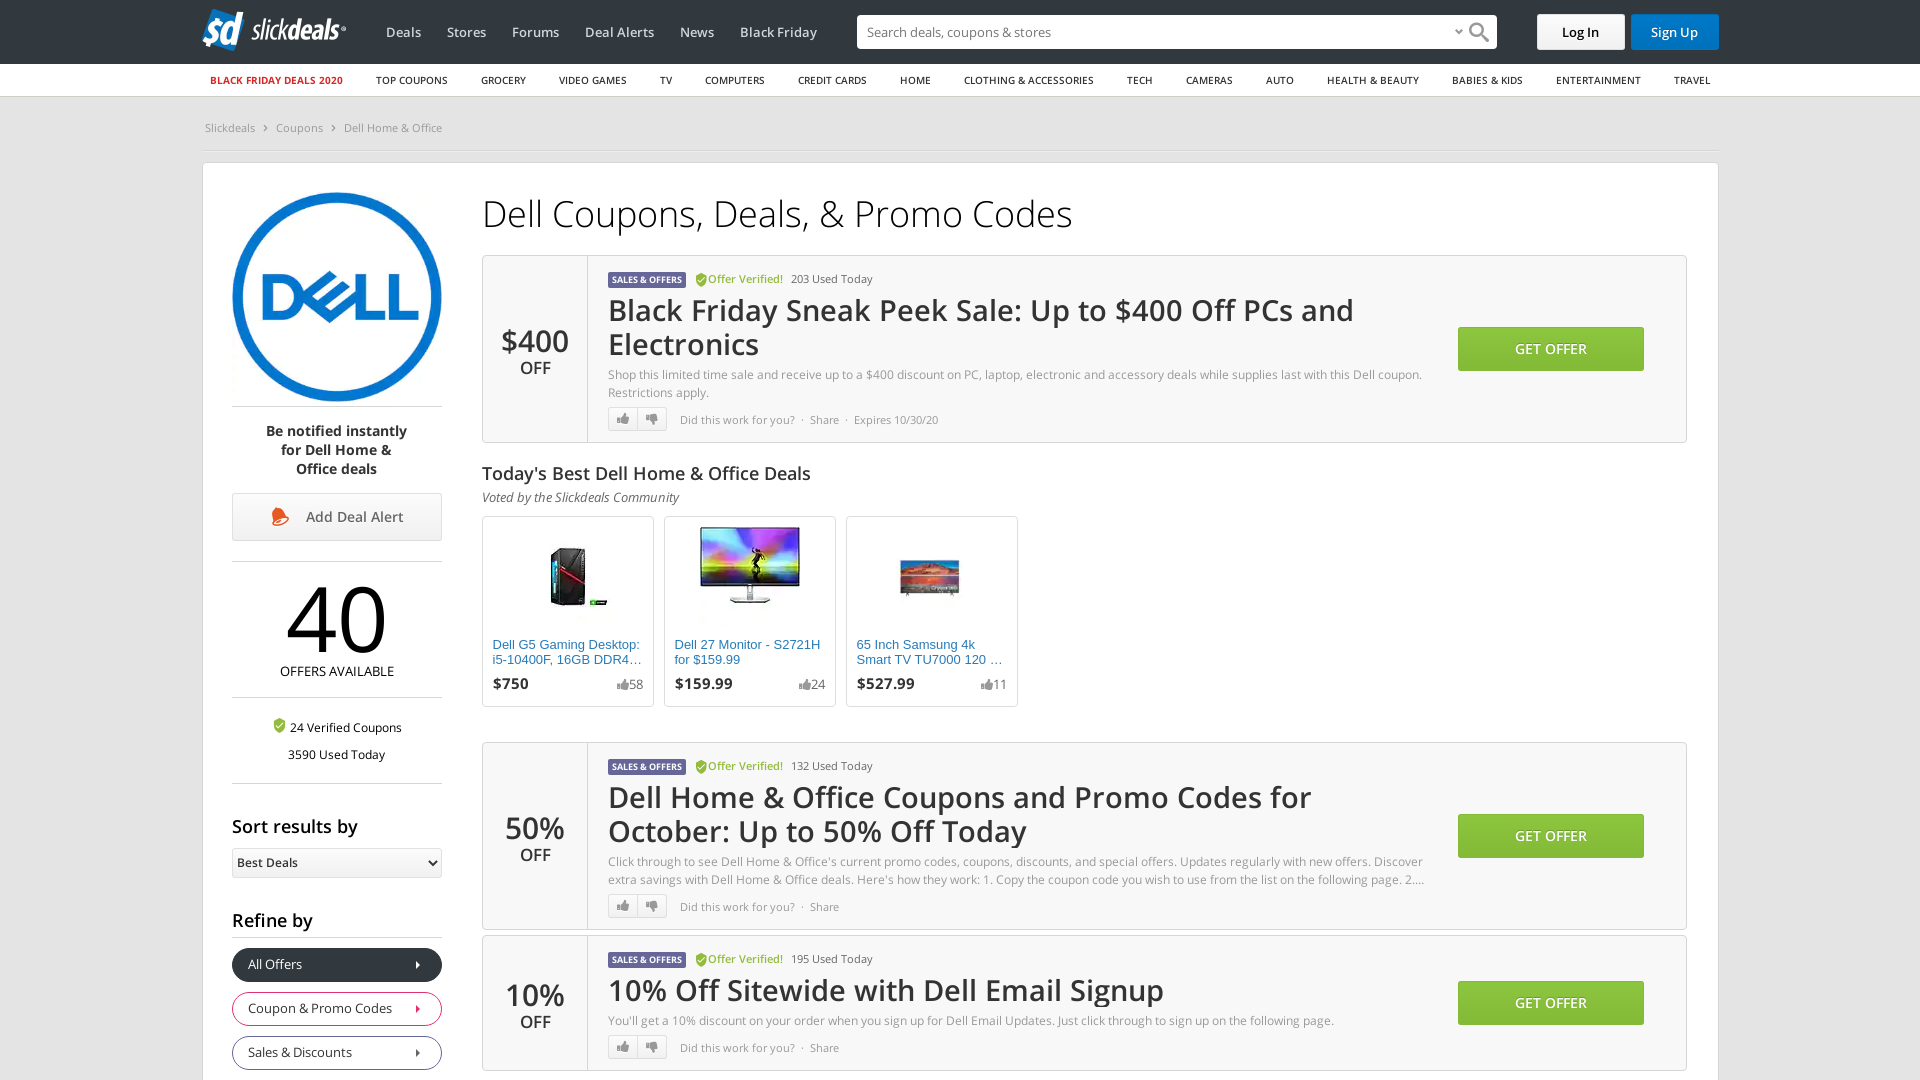 slickdeals
Deals
Stores
Forums
Deal Alerts
News
Black Friday
Search deals, coupons & stores
Log In
Sign Up
BLACK FRIDAY DEALS 2020
TOP COUPONS
GROCERY
VIDEO GAMES
TV
COMPUTERS
CREDIT CARDS
HOME
CLOTHING & ACCESSORIES
TECH
CAMERAS
AUTO
HEALTH & BEAUTY
BABIES & KIDS
ENTERTAINMENT
TRAVEL
Slickdeals > Coupons > Dell Home & Office
DELL
Be notified instantly
for Dell Home &
Office deals
Add Deal Alert
40
OFFERS AVAILABLE
24 Verified Coupons
3590 Used Today
Sort results by
Best Deals
Refine by
All Offers
Coupon & Promo Codes
Sales & Discounts
Dell Coupons, Deals, & Promo Codes
$400
OFF
SALES & OFFERS Offer Verified! 203 Used Today
Black Friday Sneak Peek Sale: Up to $400 Off PCs and
Electronics
Shop this limited time sale and receive up to a $400 discount on PC, laptop, electronic and accessory deals while supplies last with this Dell coupon.
Restrictions apply.
Did this work for you? · Share · Expires 10/30/20
GET OFFER
Today's Best Dell Home & Office Deals
Voted by the Slickdeals Community
Dell G5 Gaming Desktop:
i5-10400F, 16GB DDR4…
$750
58
Dell 27 Monitor - S2721H
for $159.99
$159.99
24
65 Inch Samsung 4k
Smart TV TU7000 120 …
$527.99
11
50%
OFF
SALES & OFFERS Offer Verified! 132 Used Today
Dell Home & Office Coupons and Promo Codes for
October: Up to 50% Off Today
Click through to see Dell Home & Office's current promo codes, coupons, discounts, and special offers. Updates regularly with new offers. Discover
extra savings with Dell Home & Office deals. Here's how they work: 1. Copy the coupon code you wish to use from the list on the following page. 2....
Did this work for you? · Share
GET OFFER
10%
OFF
SALES & OFFERS Offer Verified! 195 Used Today
10% Off Sitewide with Dell Email Signup
You'll get a 10% discount on your order when you sign up for Dell Email Updates. Just click through to sign up on the following page.
Did this work for you? · Share
GET OFFER